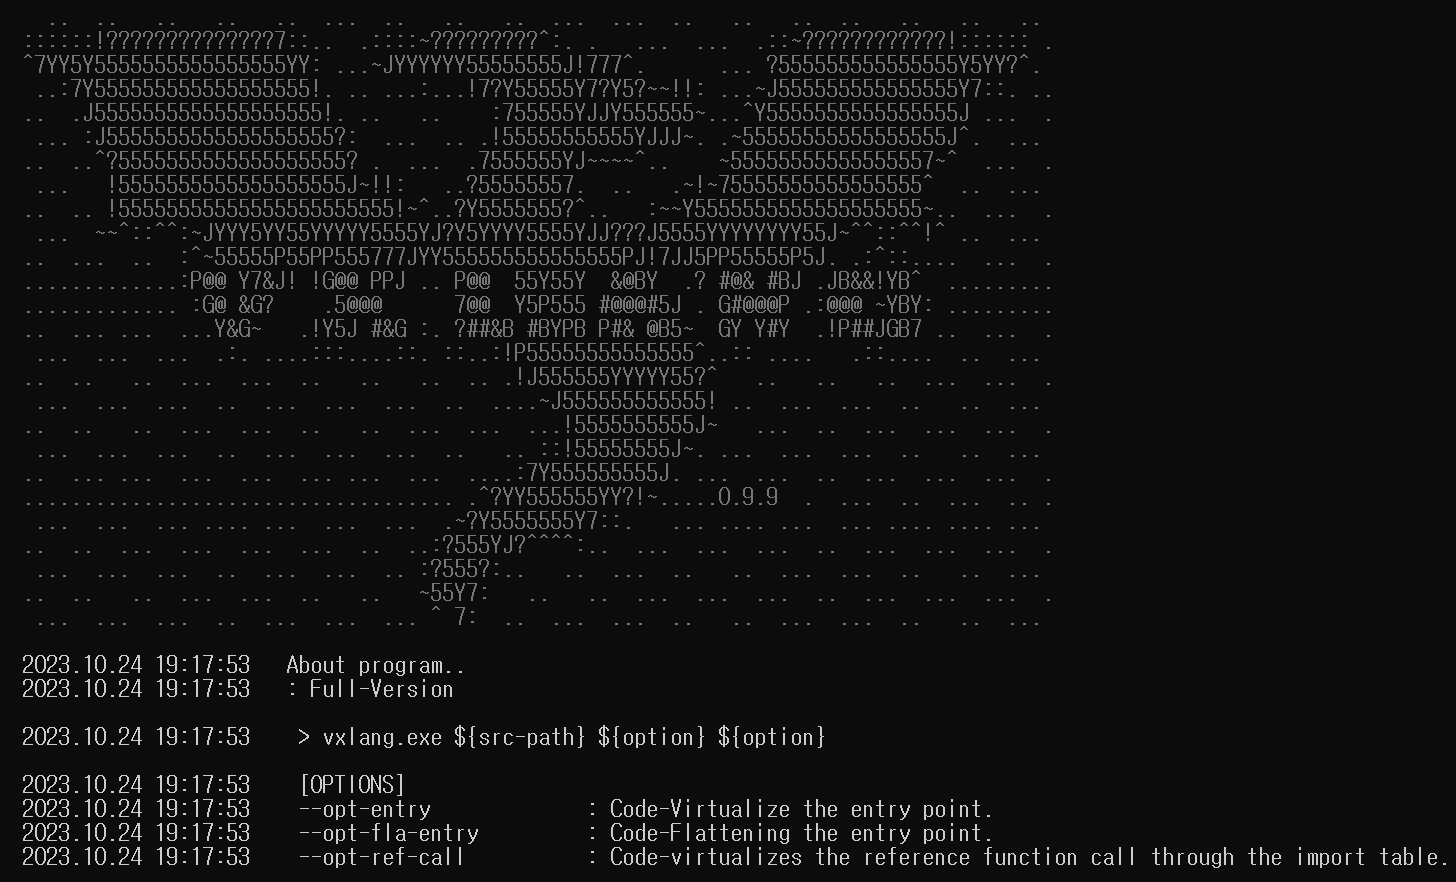 0.9.9
2023.10.24 19:17:53 About program..
2023.10.24 19:17:53 : Full-Version
2023.10.24 19:17:53 > vxlang.exe ${src-path} ${option} ${option}
2023.10.24 19:17:53 [OPTIONS]
2023.10.24 19:17:53 --opt-entry : Code-Virtualize the entry point.
2023.10.24 19:17:53 --opt-fla-entry : Code-Flattening the entry point.
2023.10.24 19:17:53 --opt-ref-call : Code-virtualizes the reference function call through the import table.